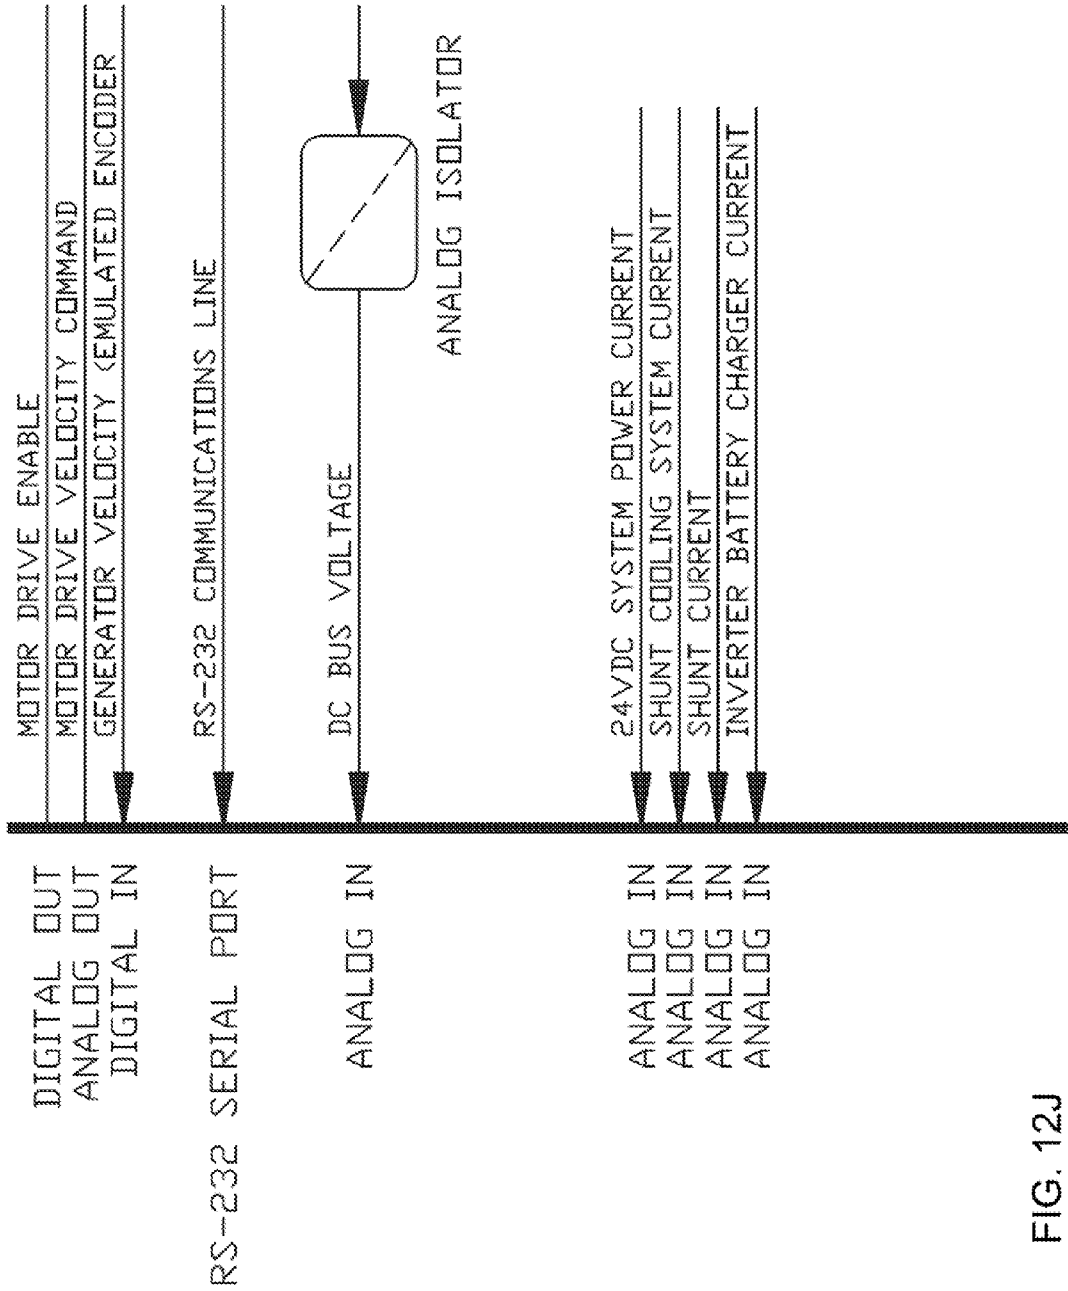 MOTOR DRIVE ENABLE
DIGITAL OUT
MOTOR DRIVE VELOCITY COMMAND
ANALOG OUT
GENERATOR VELOCITY (EMULATED ENCODER
DIGITAL IN
RS-232 COMMUNICATIONS LINE
RS-232 SERIAL PORT
DC BUS VOLTAGE
ANALOG IN
ANALOG ISOLATOR
24VDC SYSTEM POWER CURRENT
ANALOG IN
SHUNT COOLING SYSTEM CURRENT
ANALOG IN
SHUNT CURRENT
ANALOG IN
INVERTER BATTERY CHARGER CURRENT
ANALOG IN
FIG. 12J